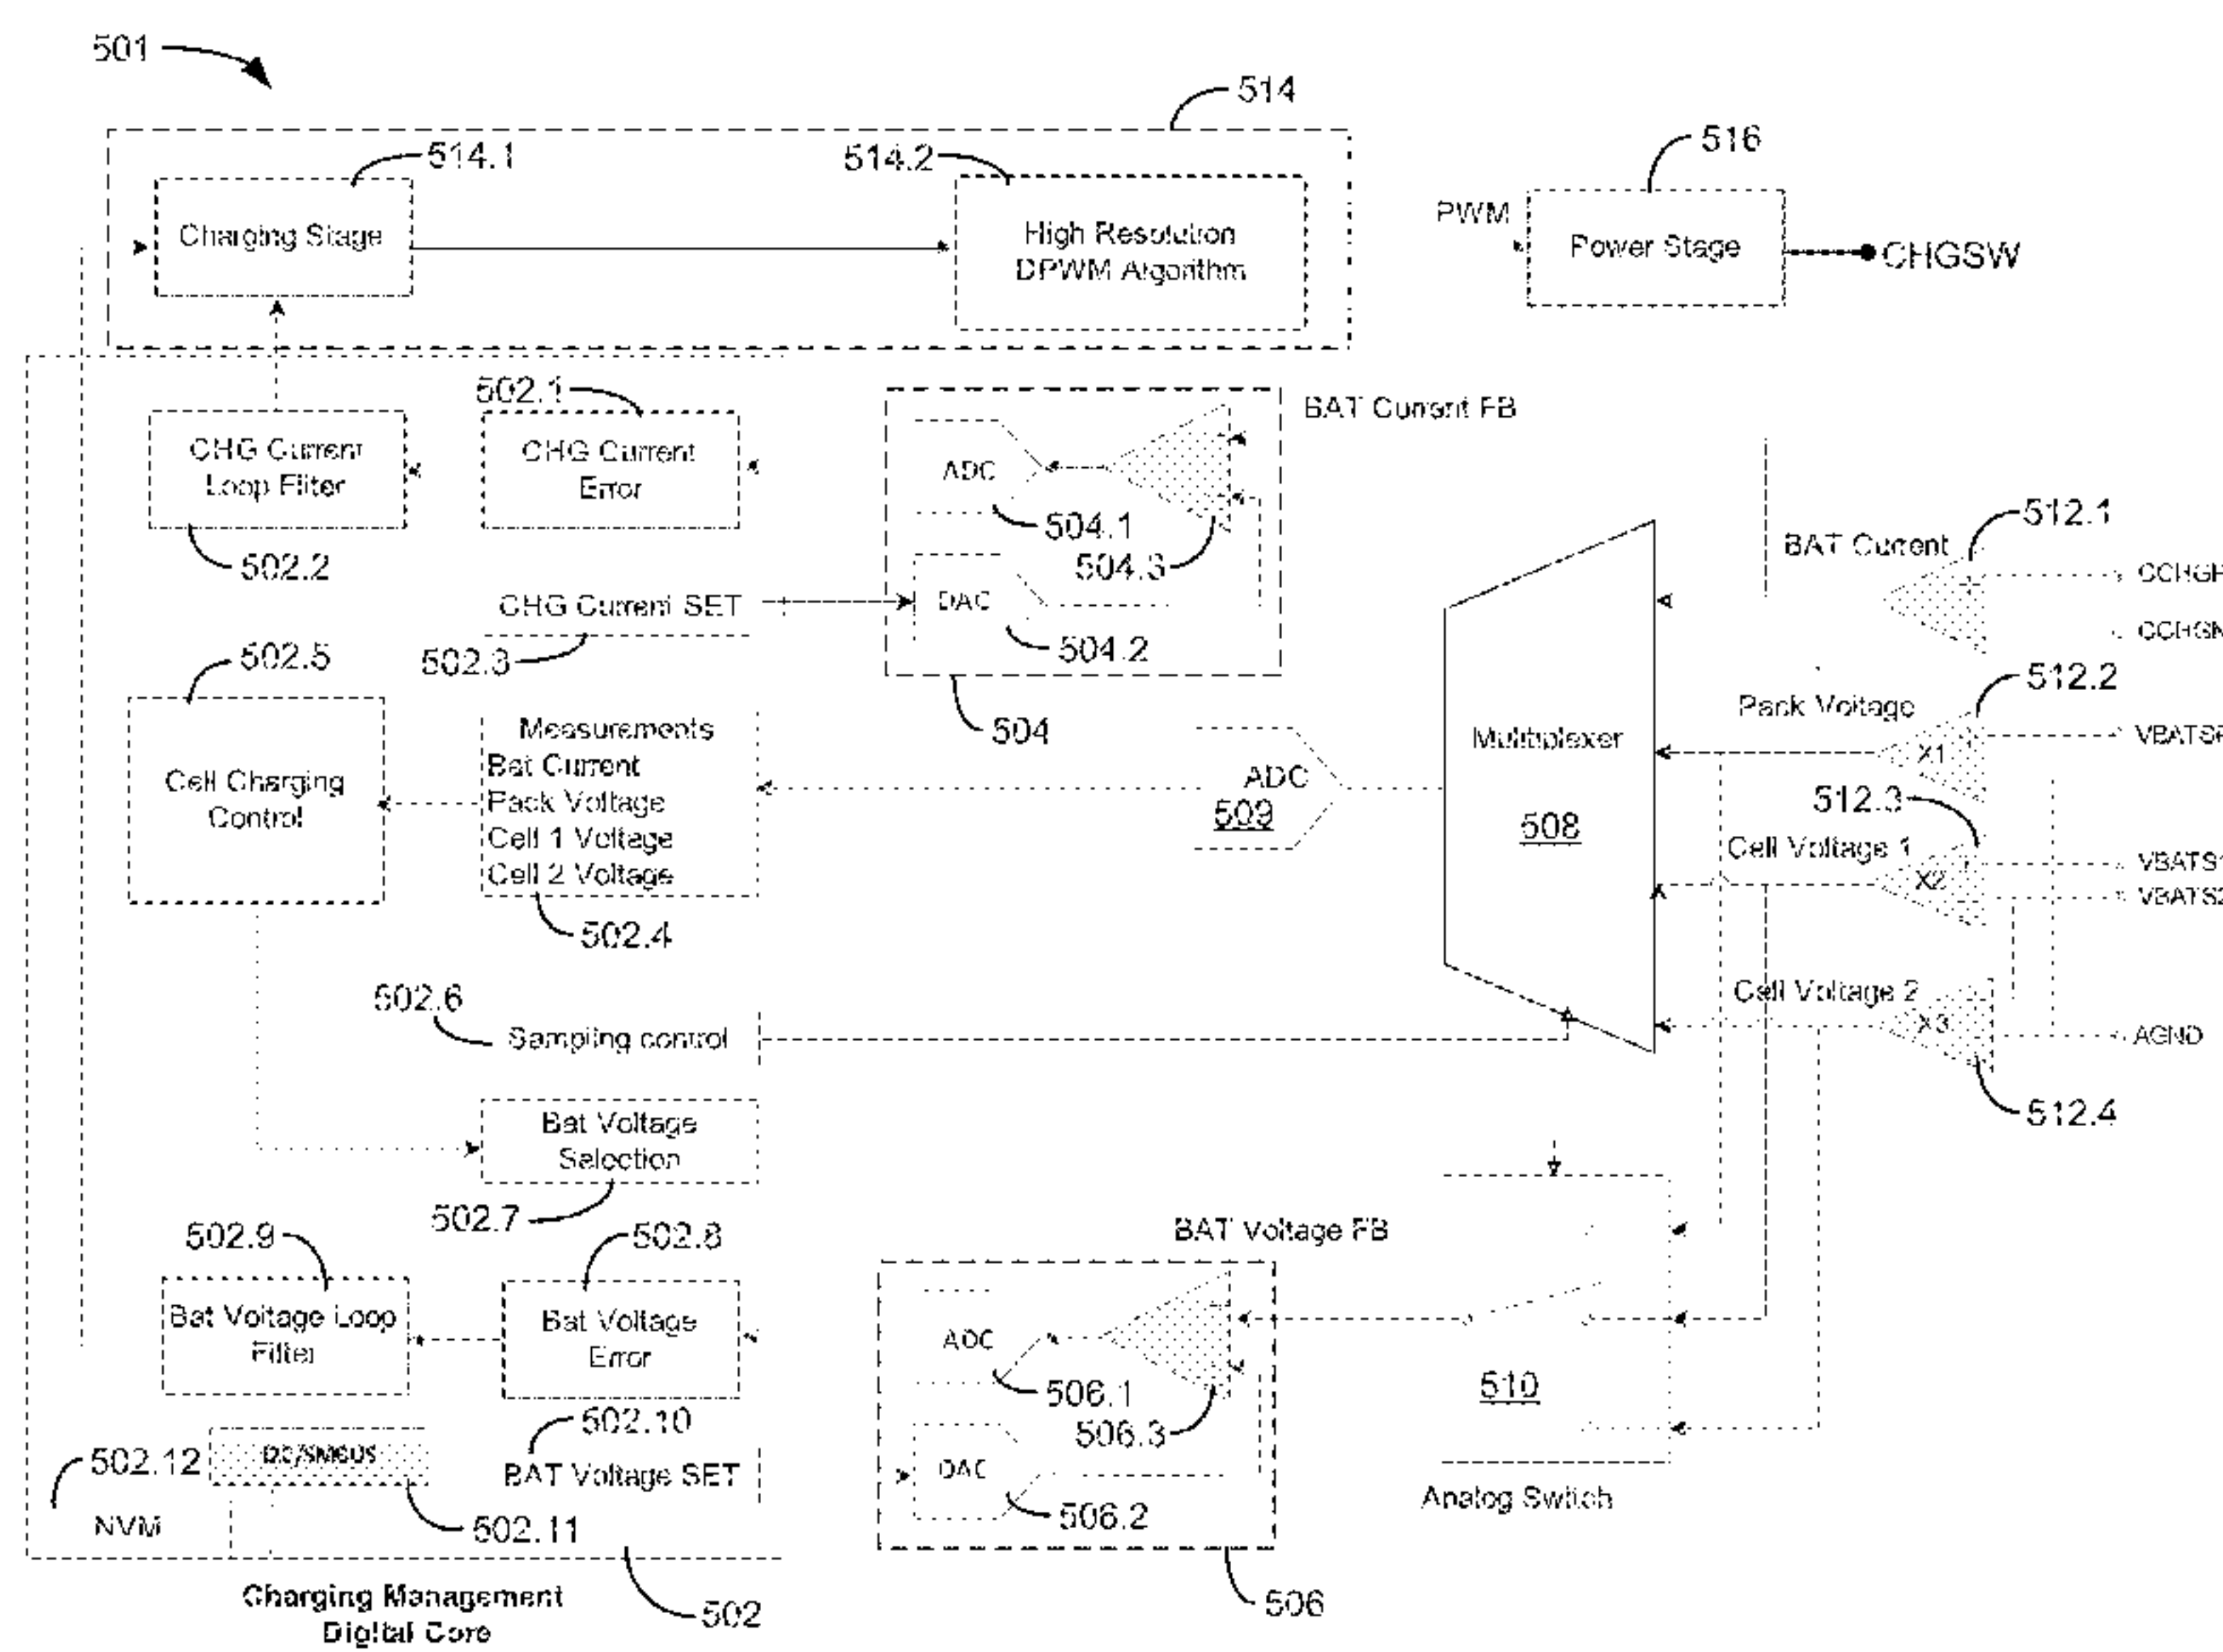 501
514
516
514.1
514.2
Charging Stage
High Resolution
DPWM Algorithm
PWM
Power Stage
CHGSW
502.1
BAT Current FB
CHG Current
Loop Filter
CHG Current
Error
ADC
504.1
504.3
502.2
CHG Current SET
DAC
504.2
502.3
504
BAT Current
512.1
502.5
Cell Charging
Control
Measurements
Bat Current
Pack Voltage
Cell 1 Voltage
Cell 2 Voltage
502.4
ADC
509
Multiplexer
508
Pack Voltage
512.2
X1
512.3
Cell Voltage 1
X2
VBATS1
VBATS2
Cell Voltage 2
X3
AGND
512.4
502.6
Sampling control
Bat Voltage
Selection
502.7
502.9
502.8
BAT Voltage FB
Bat Voltage Loop
Filter
Bat Voltage
Error
ADC
506.1
506.3
510
502.10
502.12
I2C/SMBUS
BAT Voltage SET
DAC
506.2
Analog Switch
NVM
502.11
Charging Management
Digital Core
502
506